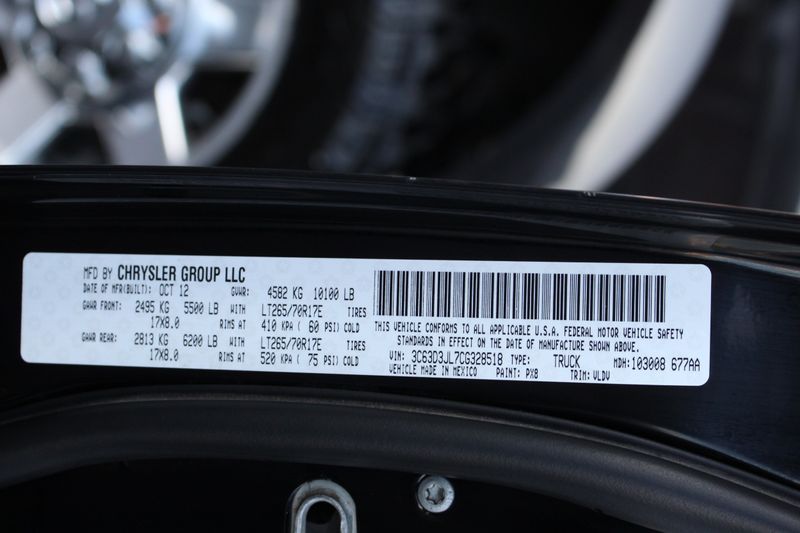 MFD BY CHRYSLER GROUP LLC
DATE OF MFR(BUILT): OCT 12 GVWR: 4582 KG 10100 LB
GAWR FRONT: 2495 KG 5500 LB WITH LT265/70R17E TIRES
17X8.0 RIMS AT 410 KPA ( 60 PSI) COLD
GAWR REAR: 2813 KG 6200 LB WITH LT265/70R17E TIRES
17X8.0 RIMS AT 520 KPA ( 75 PSI) COLD
THIS VEHICLE CONFORMS TO ALL APPLICABLE U.S.A. FEDERAL MOTOR VEHICLE SAFETY
STANDARDS IN EFFECT ON THE DATE OF MANUFACTURE SHOWN ABOVE.
VIN: 3C63D3JL7CG328518 TYPE: TRUCK MDH: 103008 677AA
VEHICLE MADE IN MEXICO PAINT: PX8 TRIM: VLDV